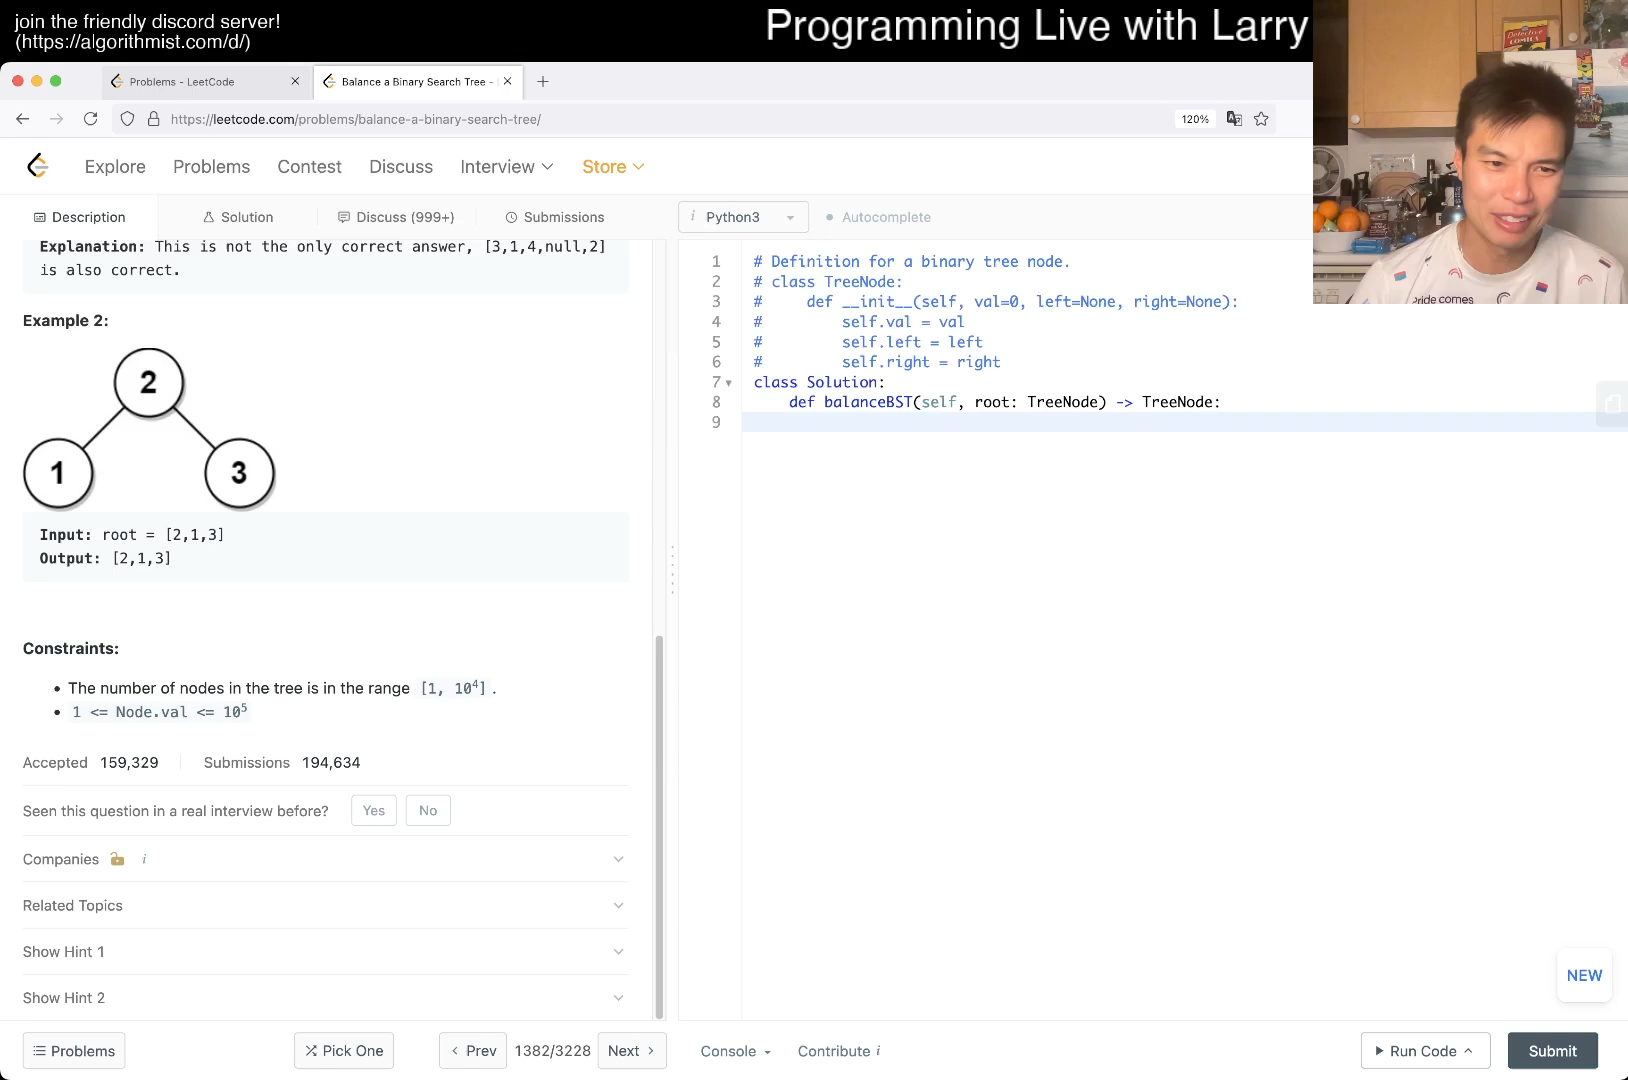 join the friendly discord server!
(https://algorithmist.com/d/)
Programming Live with Larry
Problems - LeetCode
Balance a Binary Search Tree -
https://leetcode.com/problems/balance-a-binary-search-tree/
120%
Explore Problems Contest Discuss Interview Store
Description Solution Discuss (999+) Submissions
i Python3 Autocomplete
Explanation: This is not the only correct answer, [3,1,4,null,2]
is also correct.
Example 2:
2
1 3
Input: root = [2,1,3]
Output: [2,1,3]
Constraints:
• The number of nodes in the tree is in the range [1, 10⁴].
• 1 <= Node.val <= 10⁵
Accepted 159,329 Submissions 194,634
Seen this question in a real interview before? Yes No
Companies i
Related Topics
Show Hint 1
Show Hint 2
1 # Definition for a binary tree node.
2 # class TreeNode:
3 #     def __init__(self, val=0, left=None, right=None):
4 #         self.val = val
5 #         self.left = left
6 #         self.right = right
7 class Solution:
8     def balanceBST(self, root: TreeNode) -> TreeNode:
9
pride comes
NEW
Problems Pick One < Prev 1382/3228 Next > Console Contribute i Run Code Submit